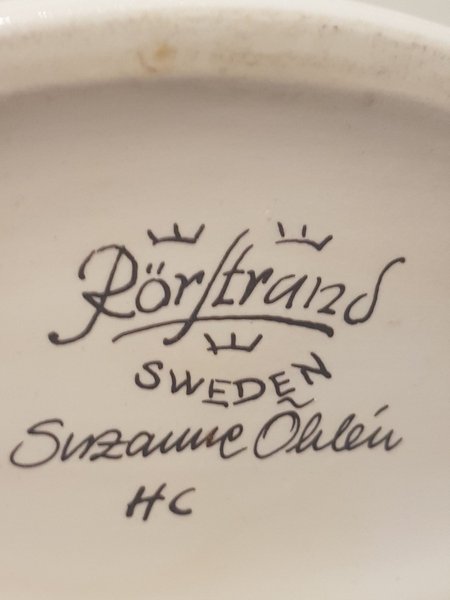 Rörstrand
SWEDEN
Suzanne Öhlén
HC